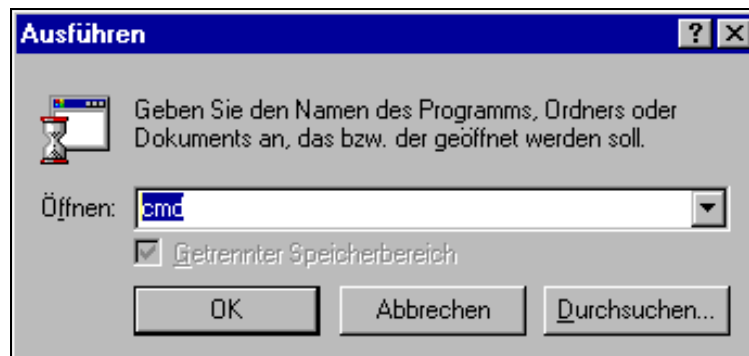 Ausführen
Geben Sie den Namen des Programms, Ordners oder
Dokuments an, das bzw. der geöffnet werden soll.
Öffnen: cmd
Getrennter Speicherbereich
OK Abbrechen Durchsuchen...